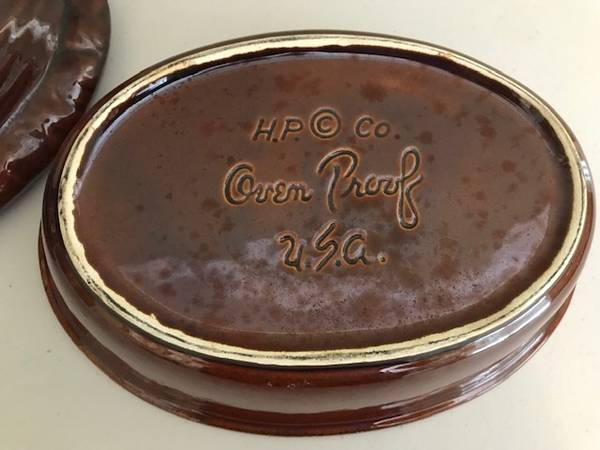 H.P. © Co.
Oven Proof
U.S.A.